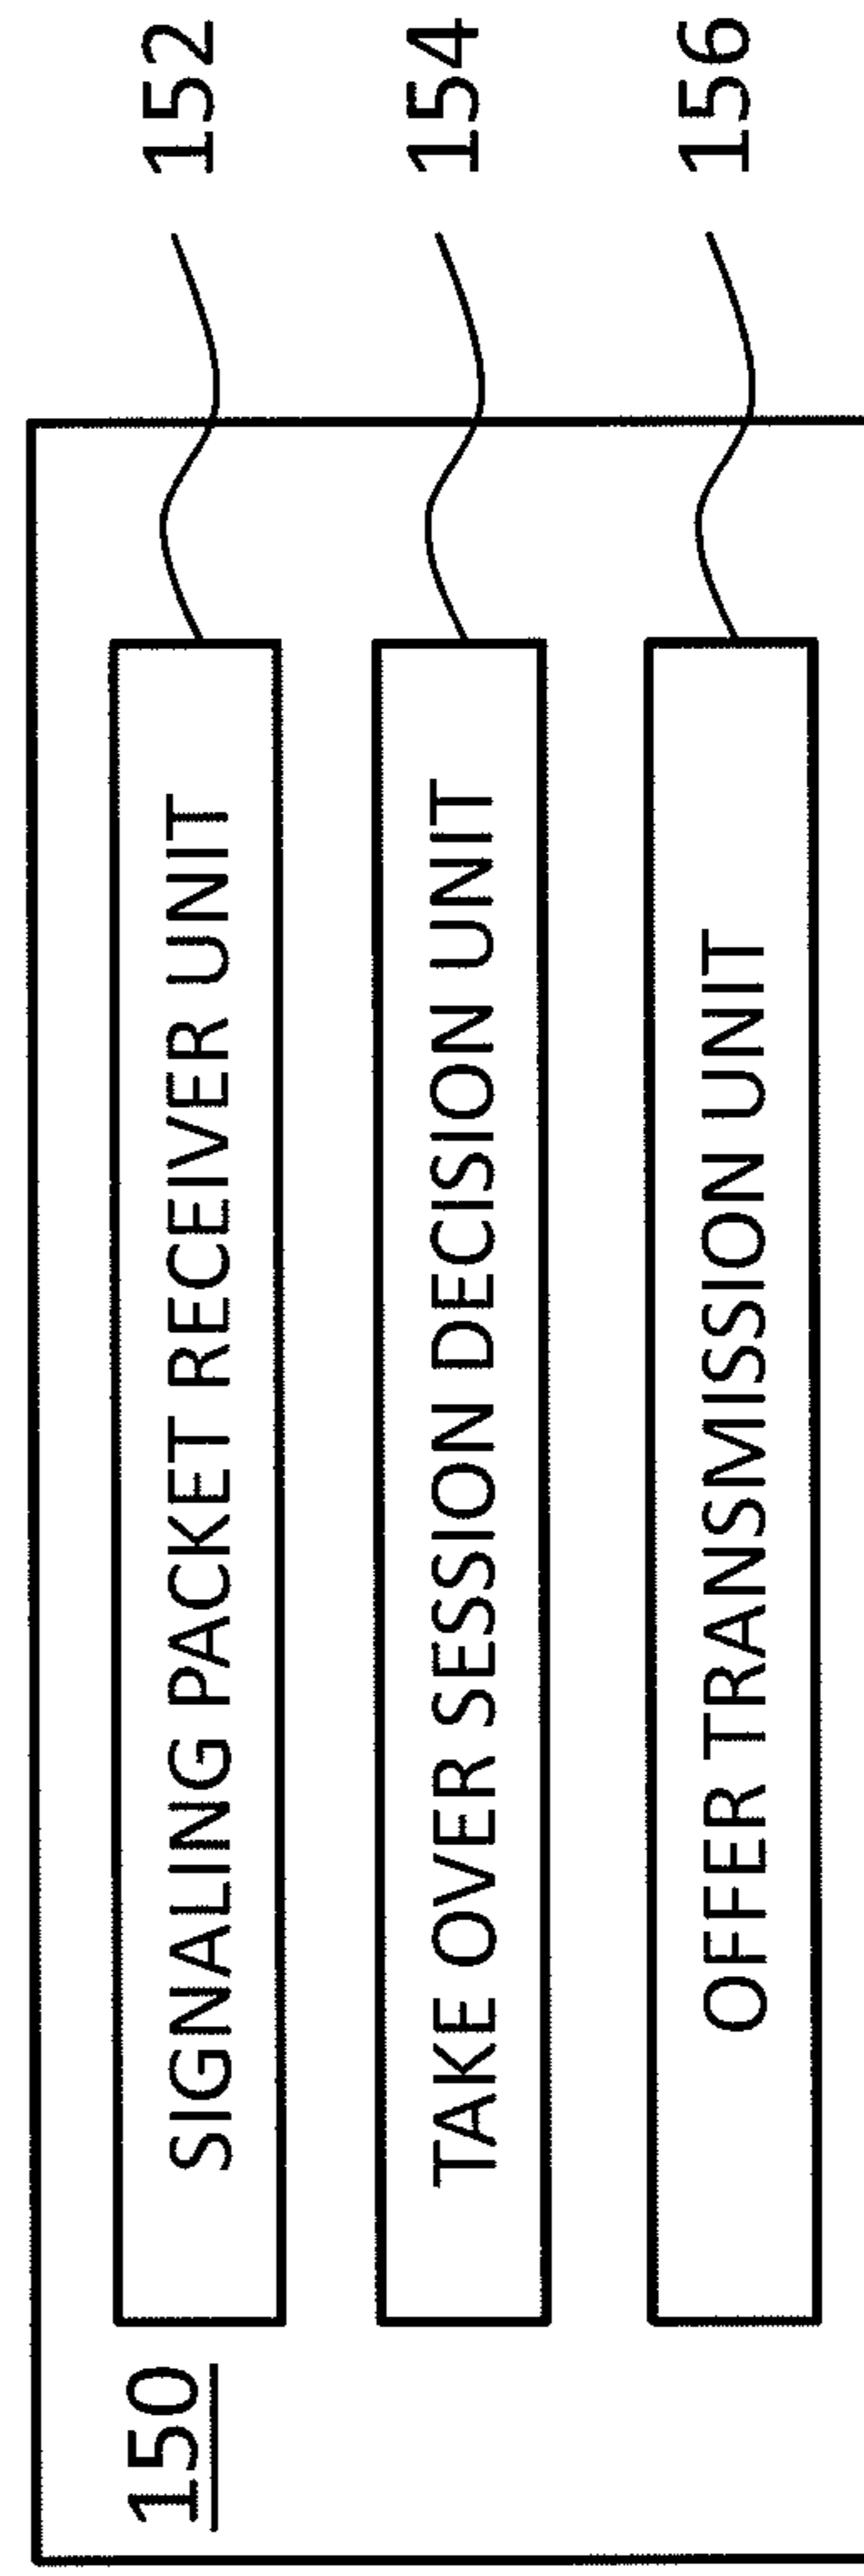 150
SIGNALING PACKET RECEIVER UNIT
152
TAKE OVER SESSION DECISION UNIT
154
OFFER TRANSMISSION UNIT
156